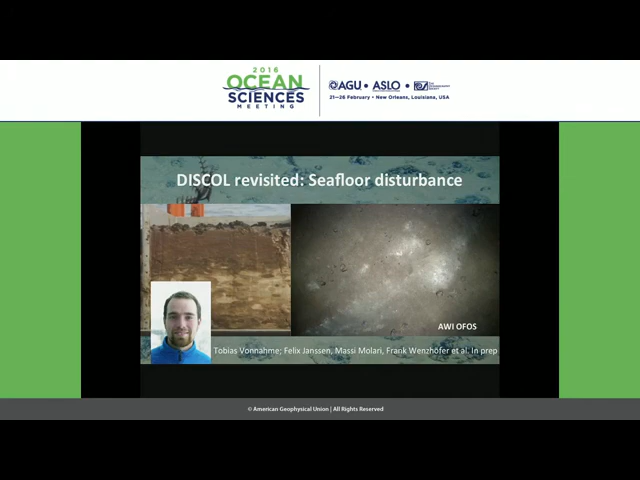 2016
OCEAN
SCIENCES
MEETING
AGU • ASLO •
21–26 February • New Orleans, Louisiana, USA
DISCOL revisited: Seafloor disturbance
AWI OFOS
Tobias Vonnahme; Felix Janssen, Massi Molari, Frank Wenzhöfer et al. In prep
© American Geophysical Union | All Rights Reserved